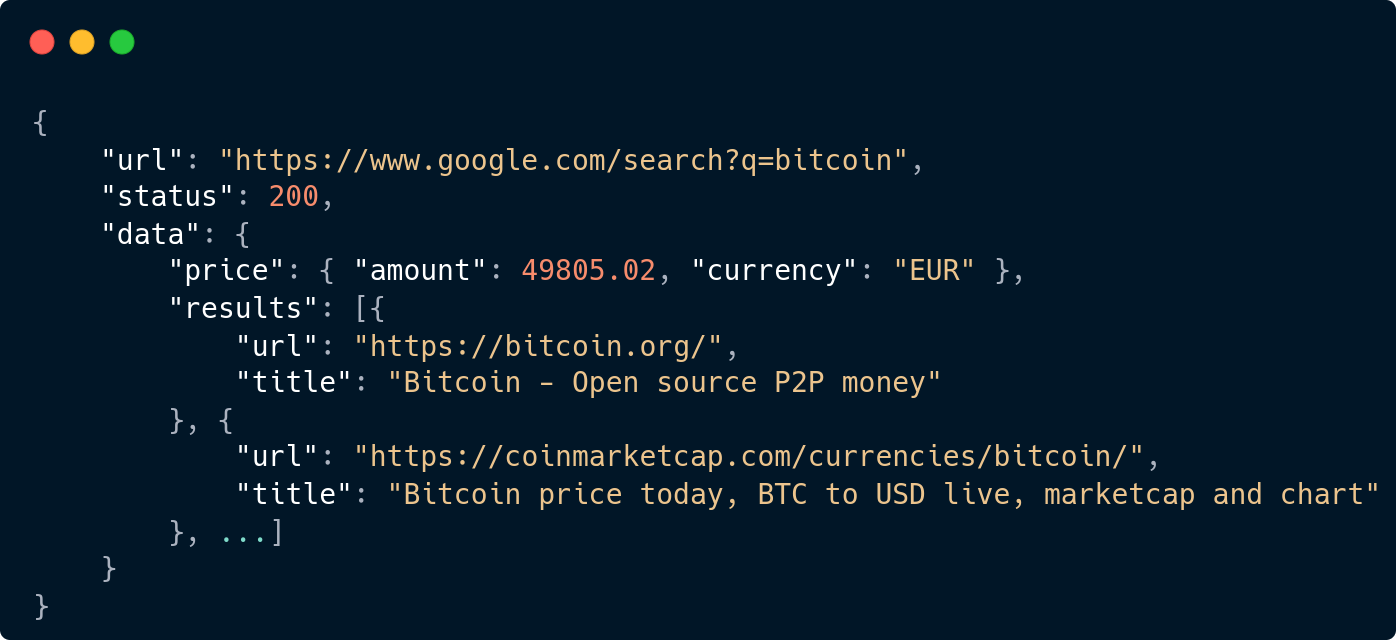 {
    "url": "https://www.google.com/search?q=bitcoin",
    "status": 200,
    "data": {
        "price": { "amount": 49805.02, "currency": "EUR" },
        "results": [{
            "url": "https://bitcoin.org/",
            "title": "Bitcoin - Open source P2P money"
        }, {
            "url": "https://coinmarketcap.com/currencies/bitcoin/",
            "title": "Bitcoin price today, BTC to USD live, marketcap and chart"
        }, ...]
    }
}